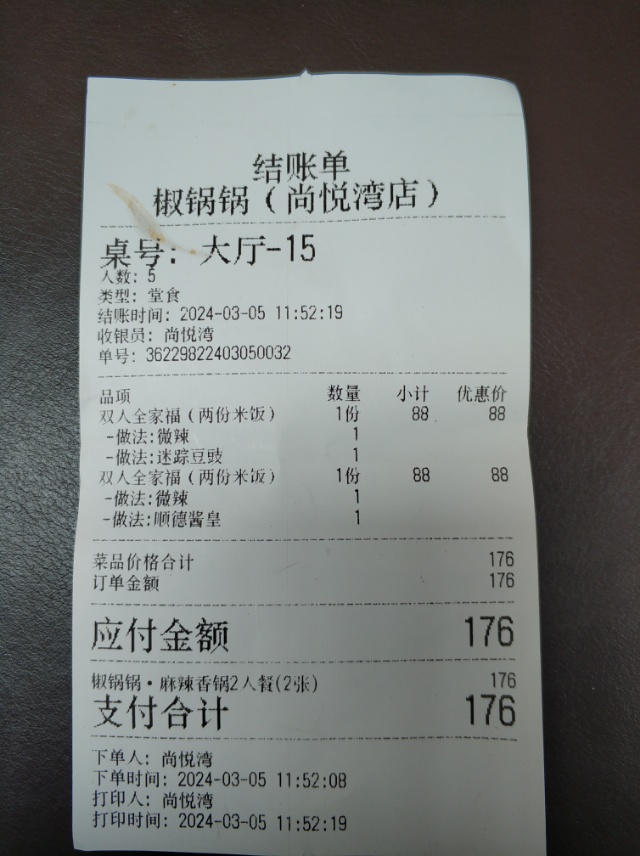 结账单
椒锅锅（尚悦湾店）
桌号: 大厅-15
人数: 5
类型: 堂食
结账时间: 2024-03-05 11:52:19
收银员: 尚悦湾
单号: 36229822403050032
品项 数量 小计 优惠价
双人全家福（两份米饭） 1份 88 88
-做法:微辣 1
-做法:迷踪豆豉 1
双人全家福（两份米饭） 1份 88 88
-做法:微辣 1
-做法:顺德酱皇 1
菜品价格合计 176
订单金额 176
应付金额 176
椒锅锅·麻辣香锅2人餐(2张) 176
支付合计 176
下单人: 尚悦湾
下单时间: 2024-03-05 11:52:08
打印人: 尚悦湾
打印时间: 2024-03-05 11:52:19